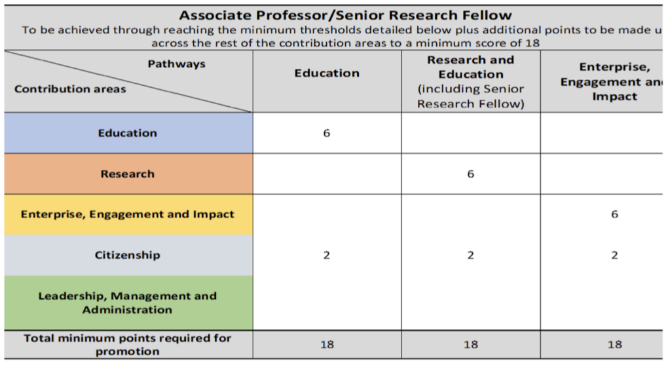 Associate Professor/Senior Research Fellow
To be achieved through reaching the minimum thresholds detailed below plus additional points to be made u
across the rest of the contribution areas to a minimum score of 18
Pathways
Contribution areas
Education
Research and
Education
(including Senior
Research Fellow)
Enterprise,
Engagement an
Impact
Education
6
Research
6
Enterprise, Engagement and Impact
6
Citizenship
2
2
2
Leadership, Management and
Administration
Total minimum points required for
promotion
18
18
18